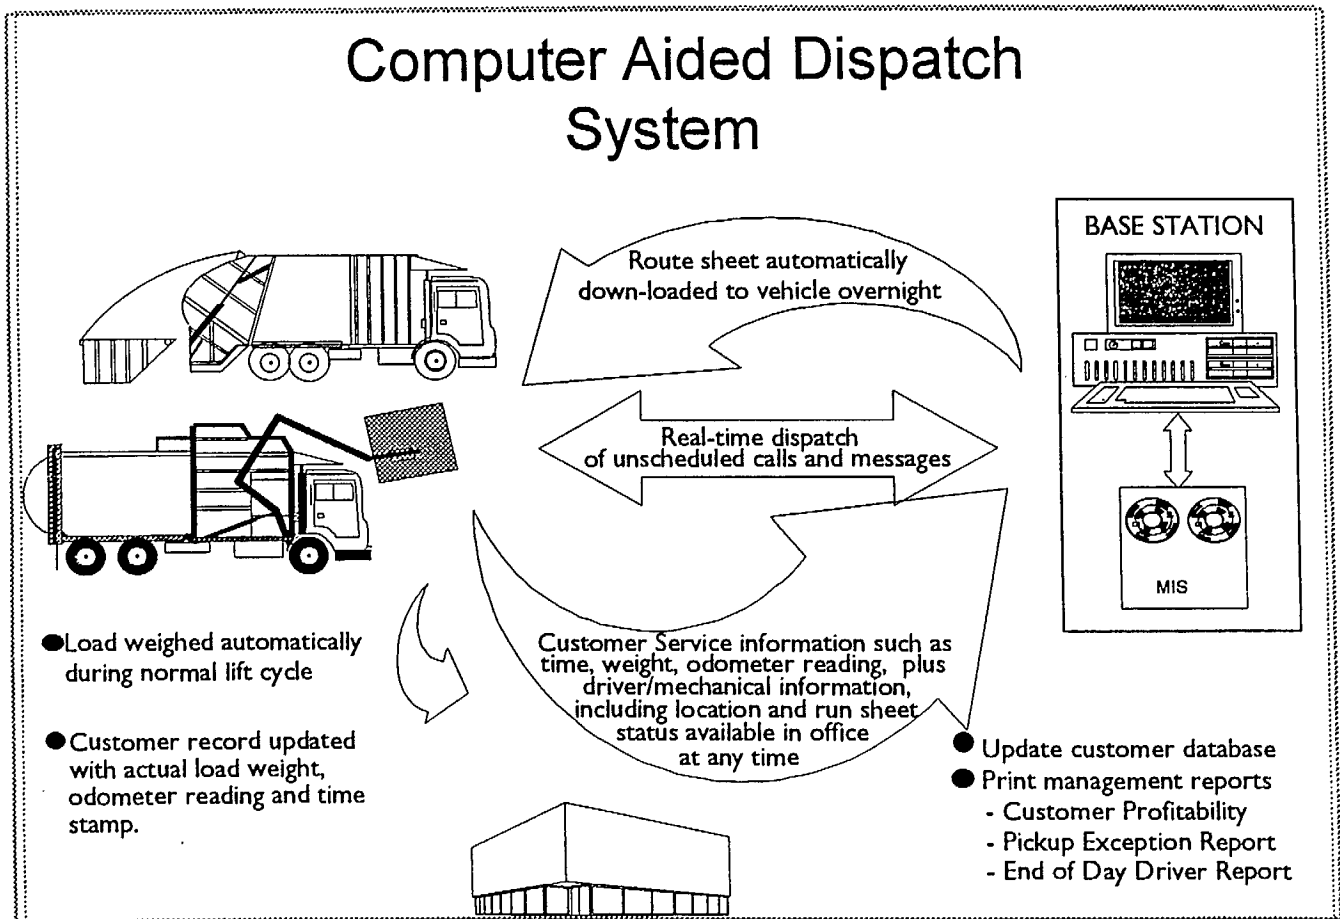 Computer Aided Dispatch
System
BASE STATION
Route sheet automatically
down-loaded to vehicle overnight
Real-time dispatch
of unscheduled calls and messages
MIS
●Load weighed automatically
during normal lift cycle
● Customer record updated
with actual load weight,
odometer reading and time
stamp.
Customer Service information such as
time, weight, odometer reading, plus
driver/mechanical information,
including location and run sheet
status available in office
at any time
● Update customer database
● Print management reports
- Customer Profitability
- Pickup Exception Report
- End of Day Driver Report